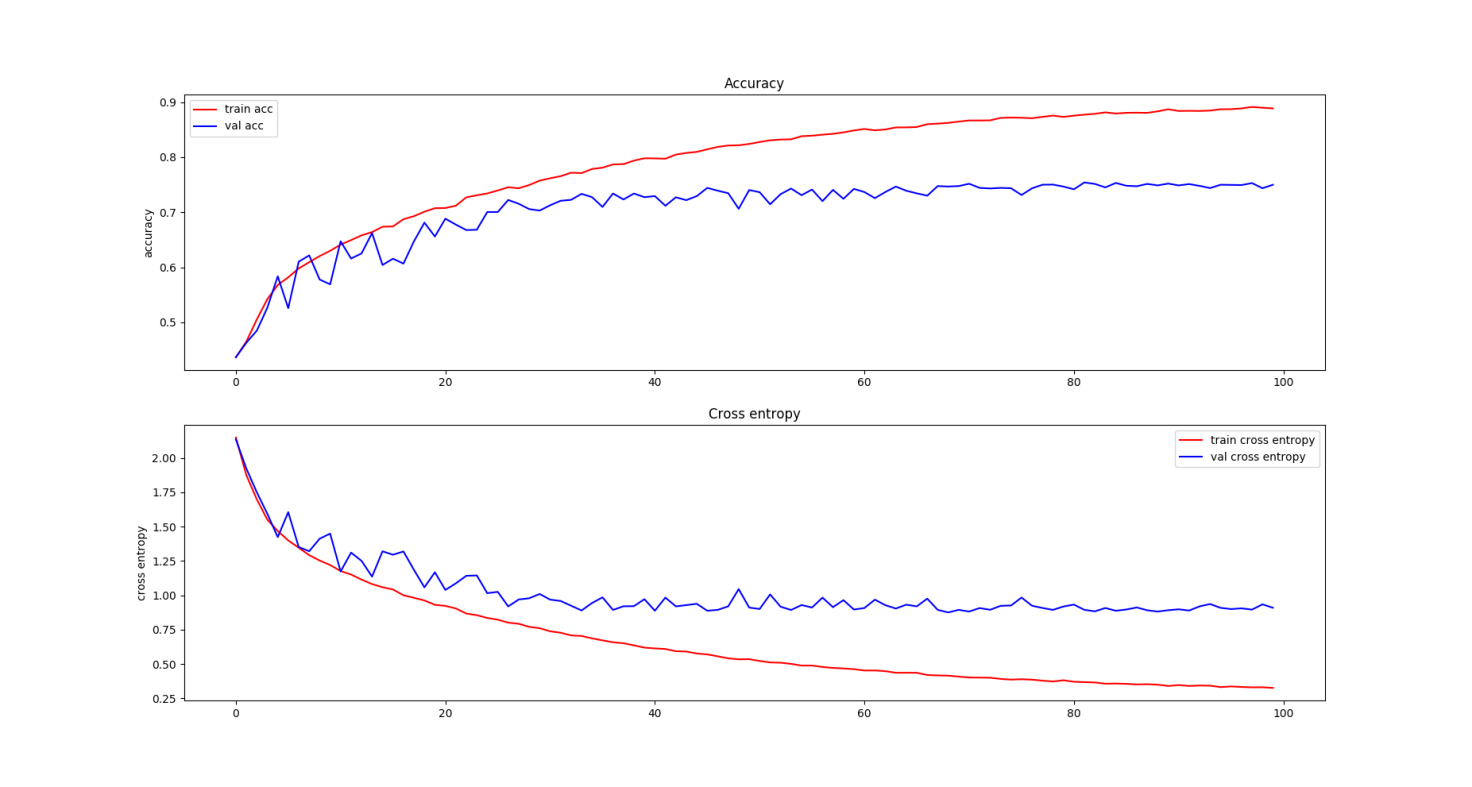 Accuracy
0.9
0.8
0.7
0.6
0.5
accuracy
train acc
val acc
0 20 40 60 80 100
Cross entropy
2.00
1.75
1.50
1.25
1.00
0.75
0.50
0.25
cross entropy
train cross entropy
val cross entropy
0 20 40 60 80 100